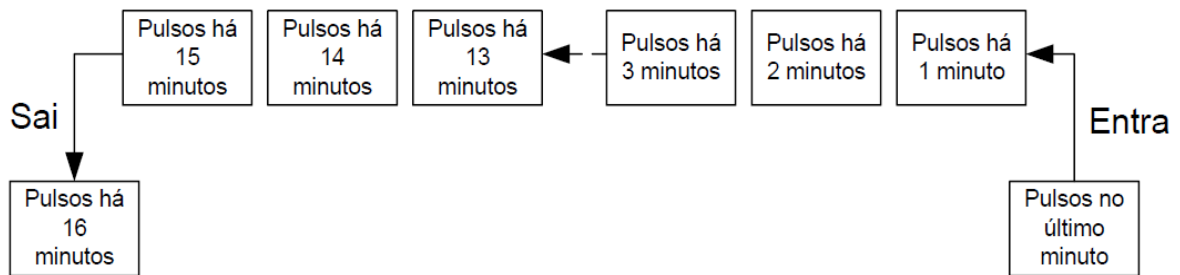 Pulsos há
15
minutos
Pulsos há
14
minutos
Pulsos há
13
minutos
Pulsos há
3 minutos
Pulsos há
2 minutos
Pulsos há
1 minuto
Sai
Entra
Pulsos há
16
minutos
Pulsos no
último
minuto